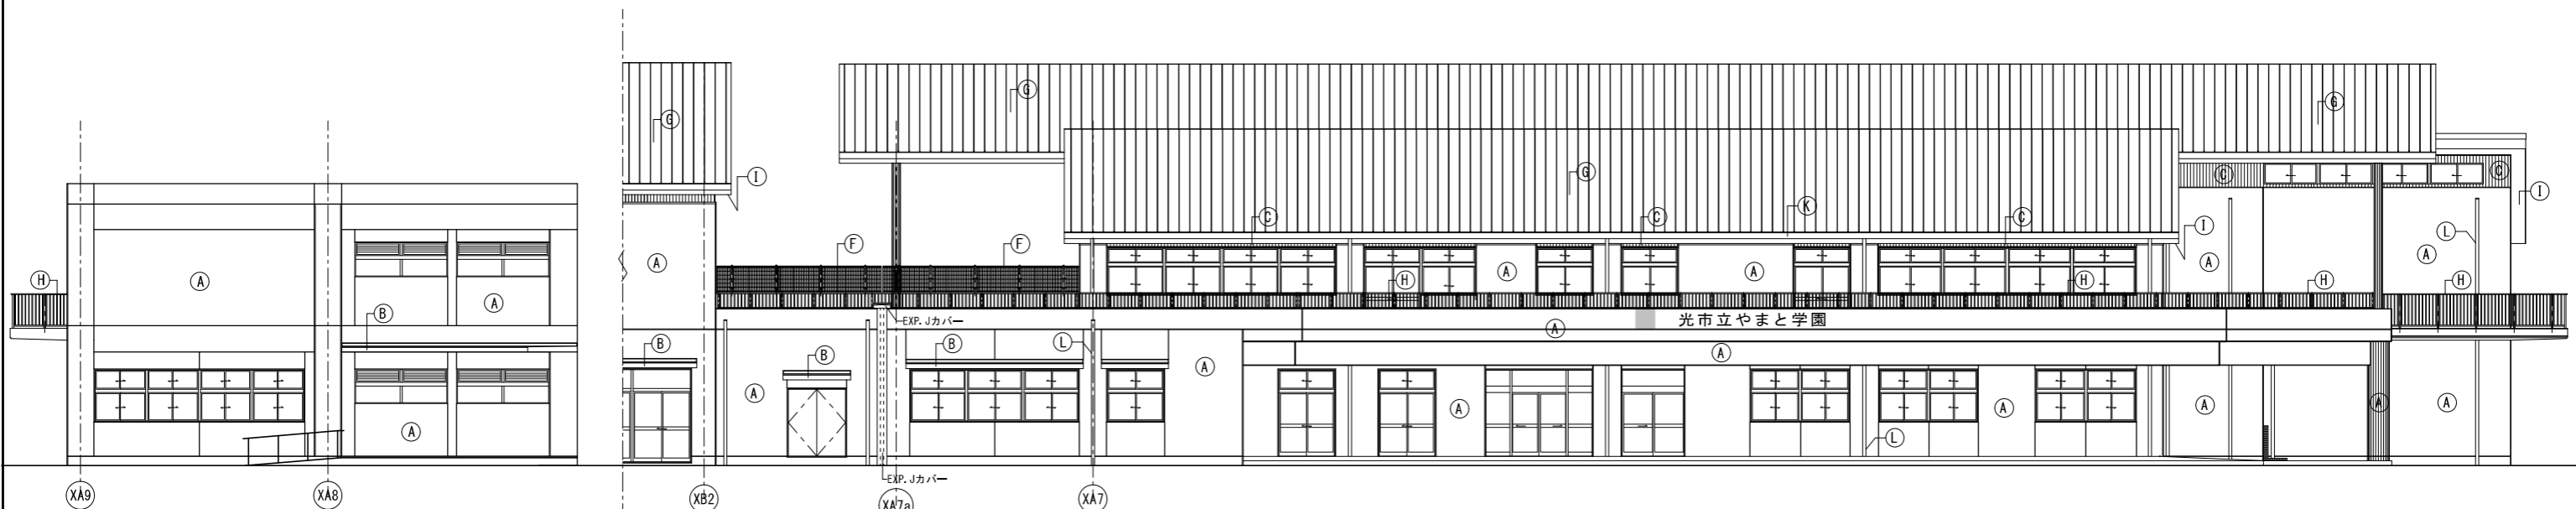 G
G
G
I
G
C
C
I
C
C
K
C
L
I
A
F
F
A
A
A
A
H
A
A
H
H
H
H
B
EXP.Jカバー
光市立やまと学園
A
L
B
B
B
A
A
A
A
A
A
A
A
A
A
L
EXP.Jカバー
XA9
XA8
XB2
XA7a
XA7